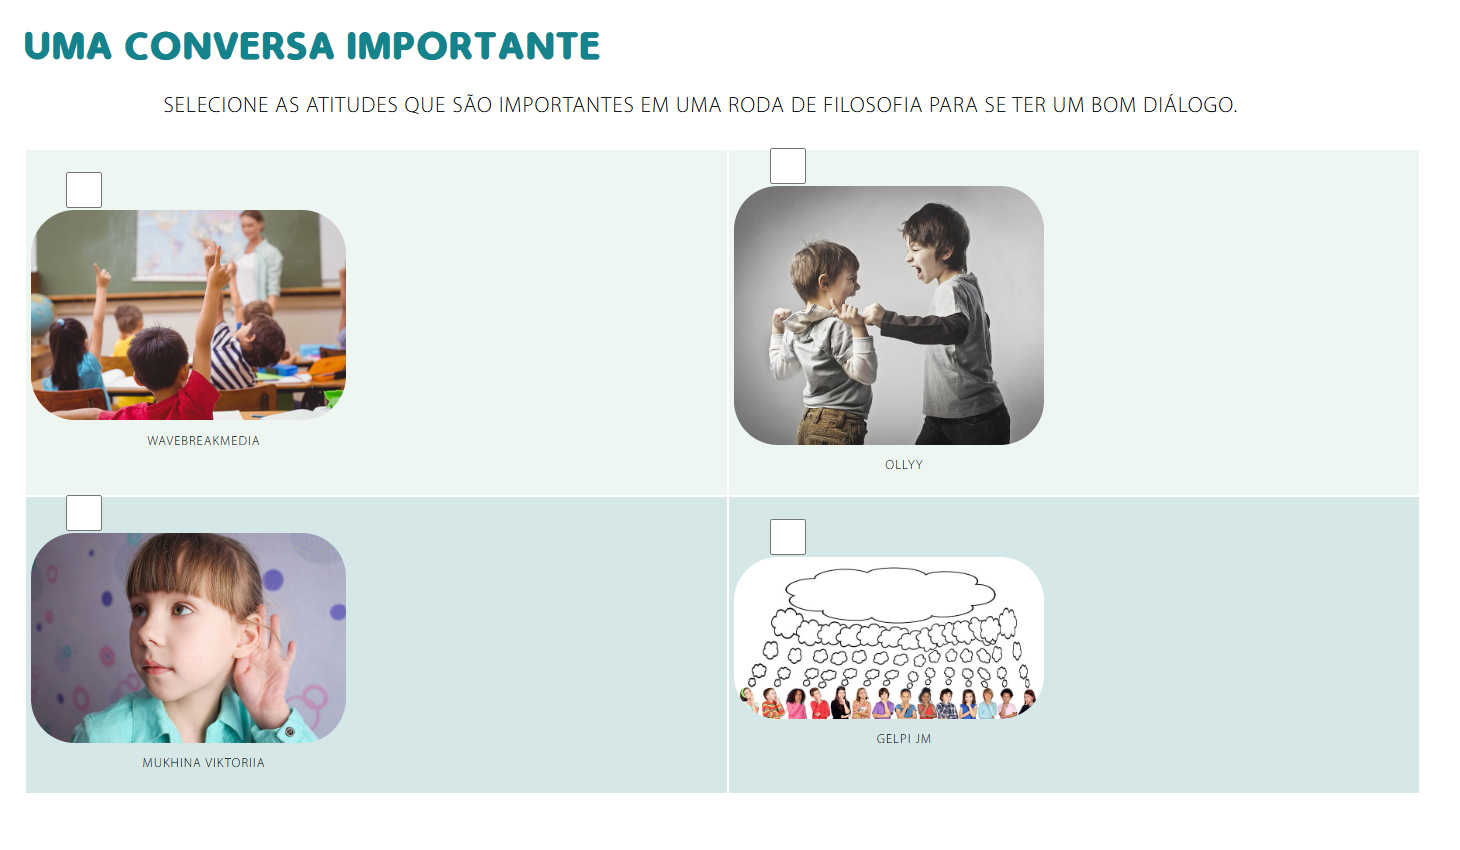 UMA CONVERSA IMPORTANTE
SELECIONE AS ATITUDES QUE SÃO IMPORTANTES EM UMA RODA DE FILOSOFIA PARA SE TER UM BOM DIÁLOGO.
WAVEBREAKMEDIA
OLLYY
MUKHINA VIKTORIIA
GELPI JM